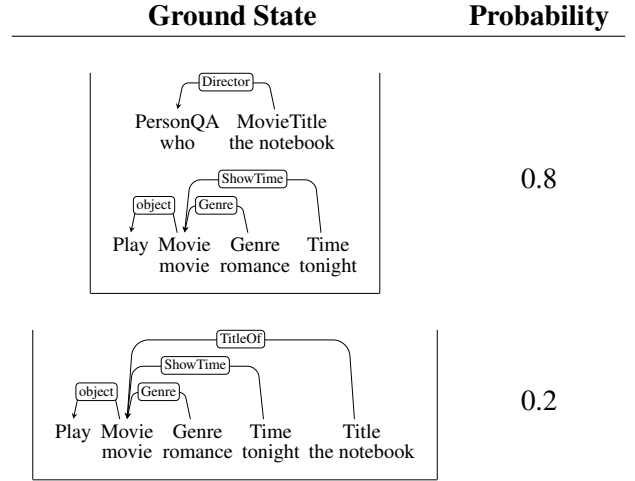 Ground State Probability
Director
PersonQA MovieTitle
who the notebook
ShowTime
object Genre
Play Movie Genre Time
movie romance tonight
0.8
TitleOf
ShowTime
object Genre
Play Movie Genre Time Title
movie romance tonight the notebook
0.2